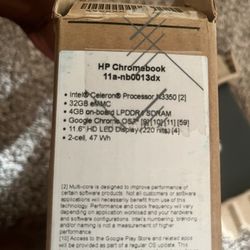 HP Chromebook
11a-nb0013dx
• Intel® Celeron® Processor N3350 [2]
• 32GB eMMC
• 4GB on-board LPDDR4 SDRAM
• Google Chrome OS™ [9][10][11] [59]
• 11.6" HD LED Display (220 nits) [4]
• 2-cell, 47 Wh
[2] Multi-core is designed to improve performance of
certain software products. Not all customers or software
applications will necessarily benefit from use of this
technology. Performance and clock frequency will vary
depending on application workload and your hardware
and software configurations. Intel's numbering, branding
and/or naming is not a measurement of higher
performance.
[10] Access to the Google Play Store and related apps
will be provided as part of a regular OS update. This